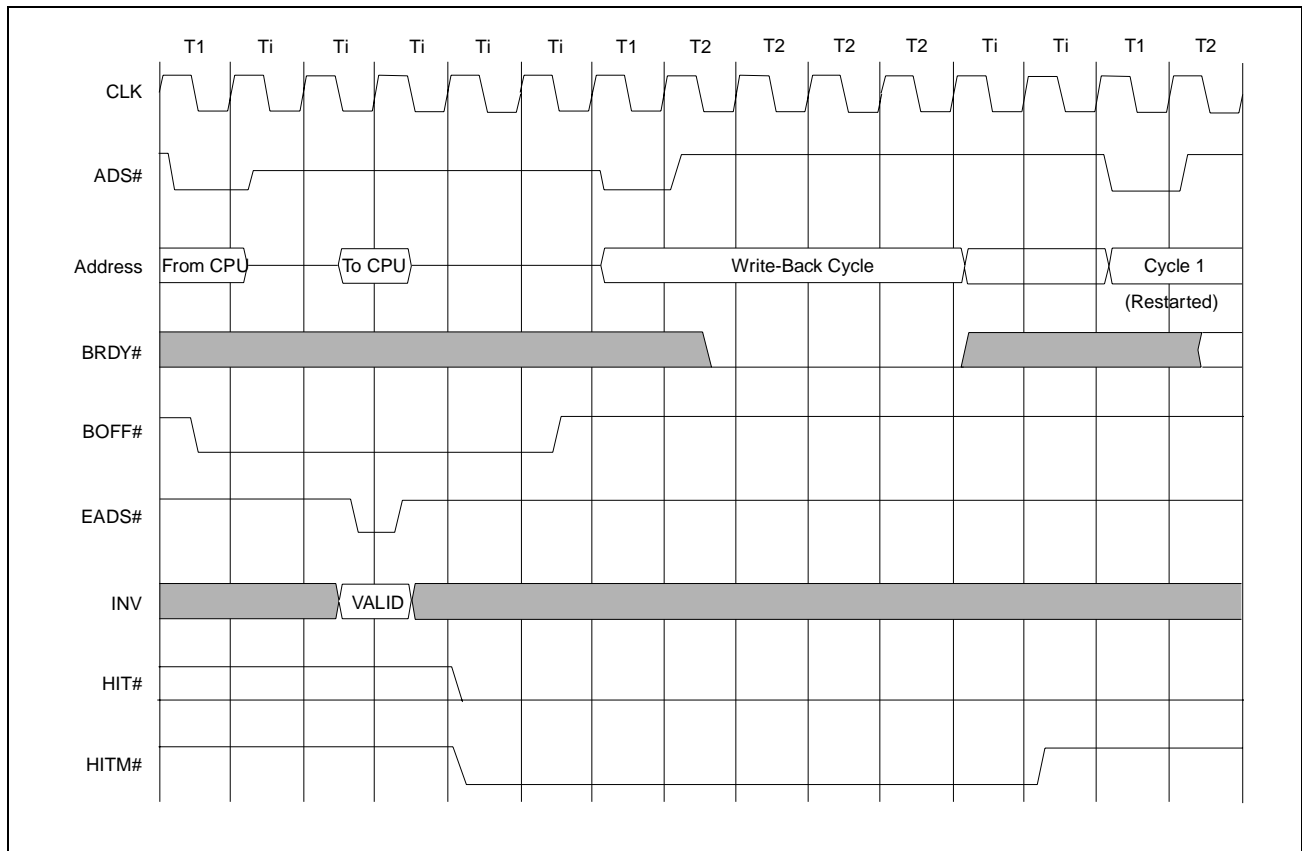 T1 Ti Ti Ti Ti Ti T1 T2 T2 T2 T2 Ti Ti T1 T2
CLK
ADS#
Address From CPU To CPU Write-Back Cycle Cycle 1
(Restarted)
BRDY#
BOFF#
EADS#
INV VALID
HIT#
HITM#